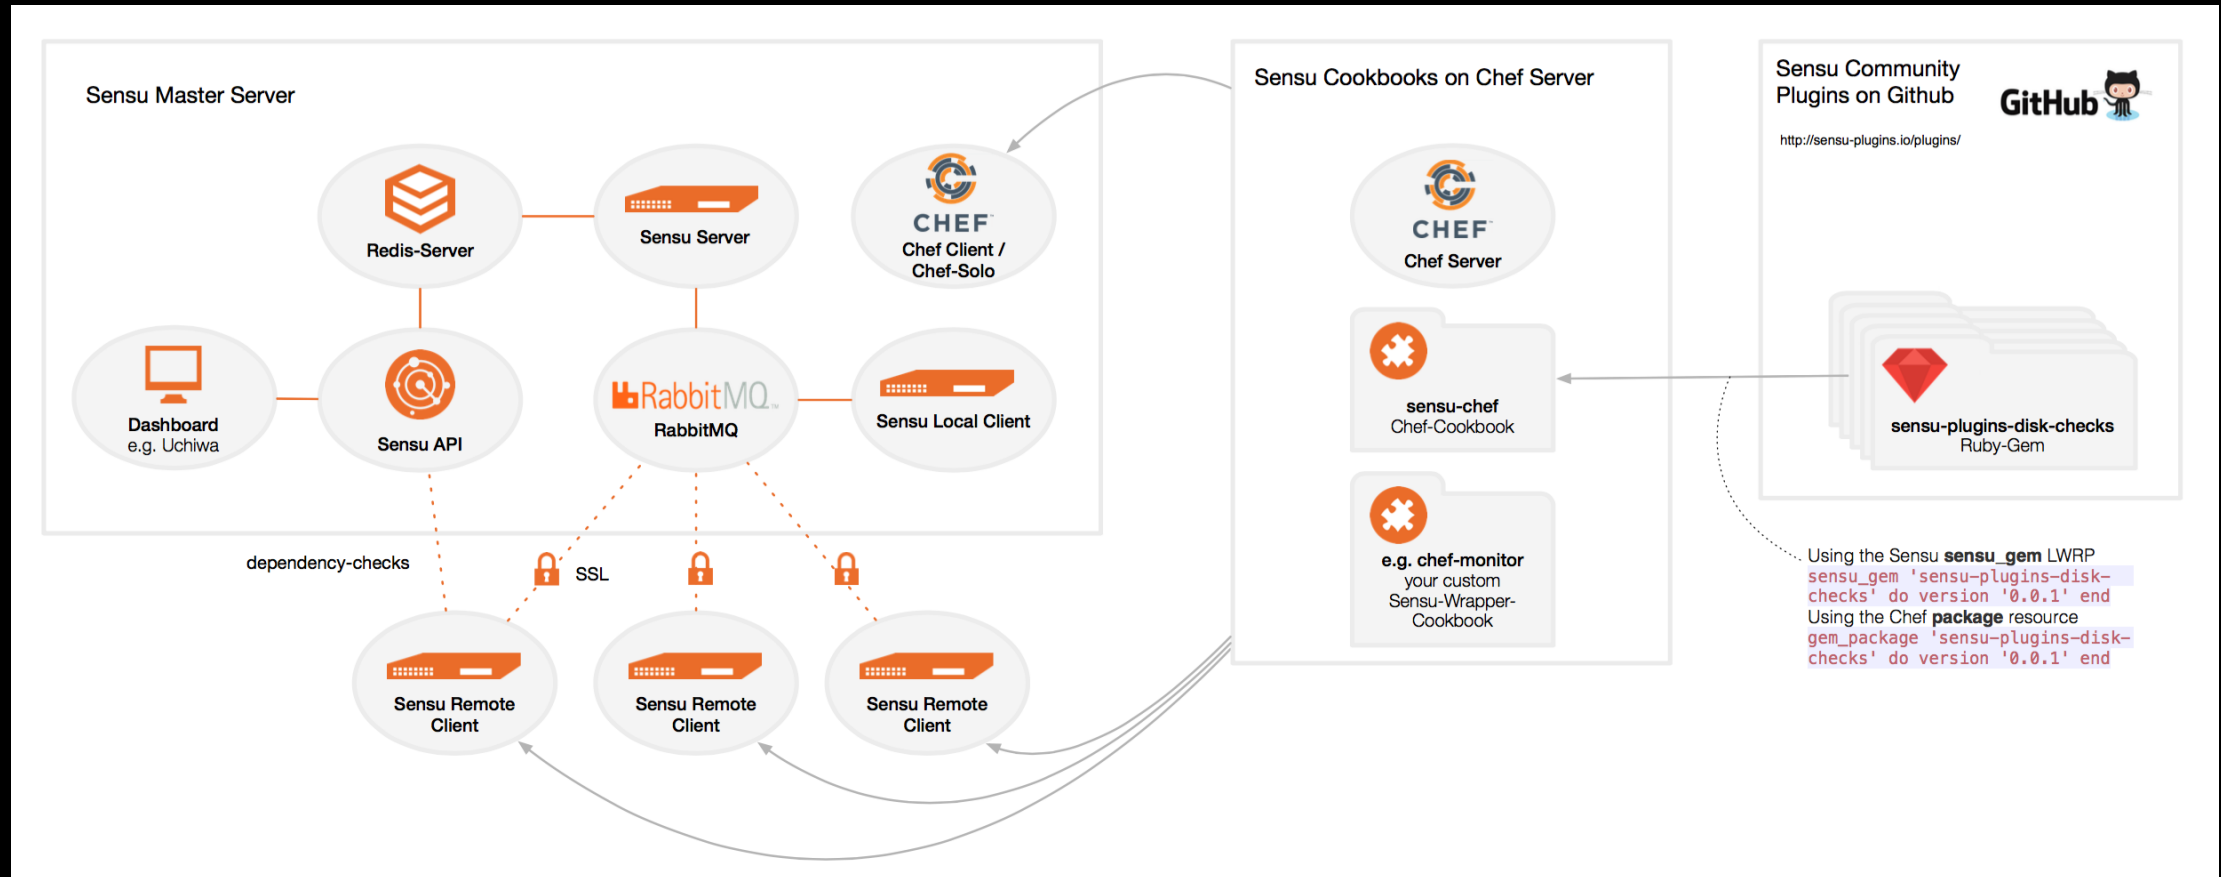 Sensu Master Server
Redis-Server
Sensu Server
CHEF™
Chef Client /
Chef-Solo
Dashboard
e.g. Uchiwa
Sensu API
RabbitMQ™
RabbitMQ
Sensu Local Client
dependency-checks
SSL
Sensu Remote
Client
Sensu Remote
Client
Sensu Remote
Client
Sensu Cookbooks on Chef Server
CHEF™
Chef Server
sensu-chef
Chef-Cookbook
e.g. chef-monitor
your custom
Sensu-Wrapper-
Cookbook
Sensu Community
Plugins on Github
GitHub
http://sensu-plugins.io/plugins/
sensu-plugins-disk-checks
Ruby-Gem
Using the Sensu sensu_gem LWRP
sensu_gem 'sensu-plugins-disk-
checks' do version '0.0.1' end
Using the Chef package resource
gem_package 'sensu-plugins-disk-
checks' do version '0.0.1' end